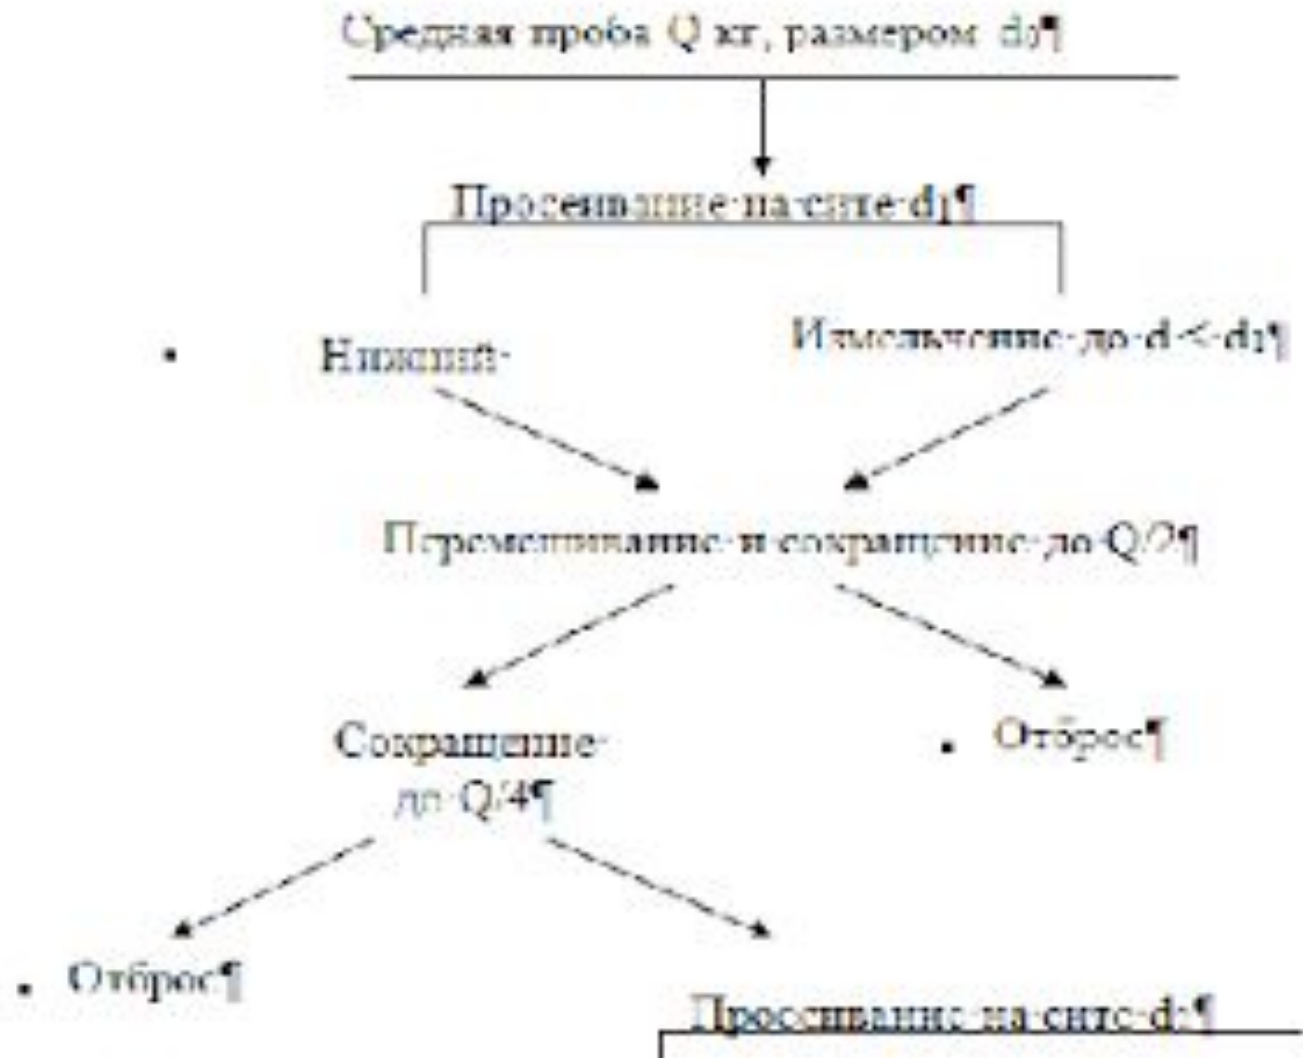 Средняя проба Q кг, размером d₀¶
Просеивание·на·сите·d₁¶
Нижний·
Измельчение·до·d·<·d₁¶
Перемешивание·и·сокращение·до·Q/2¶
Сокращение·
до·Q/4¶
Отброс¶
Отброс¶
Просеивание·на·сите·d₂¶